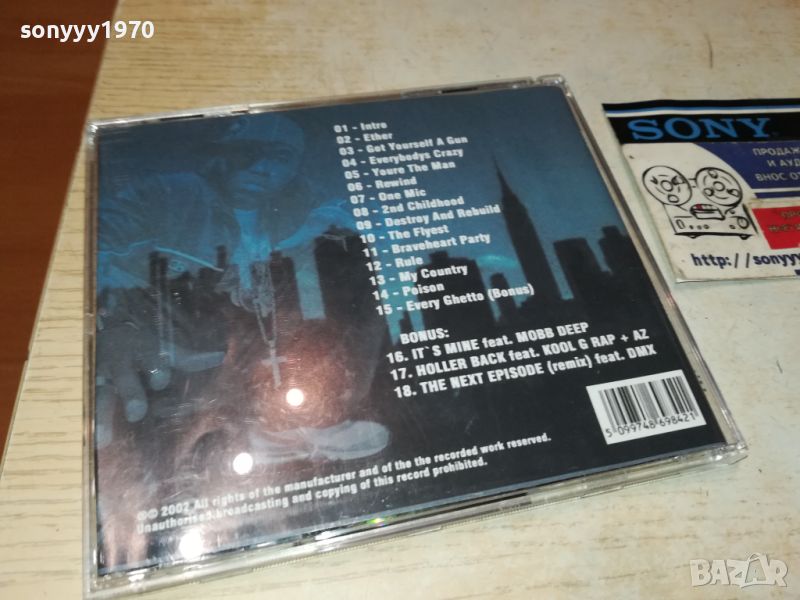 sonyyy1970
01 - Intro
02 - Ether
03 - Got Yourself A Gun
04 - Everybodys Crazy
05 - Youre The Man
06 - Rewind
07 - One Mic
08 - 2nd Childhood
09 - Destroy And Rebuild
10 - The Flyest
11 - Braveheart Party
12 - Rule
13 - My Country
14 - Poison
15 - Every Ghetto (Bonus)
BONUS:
16. IT`S MINE feat. MOBB DEEP
17. HOLLER BACK feat. KOOL G RAP + AZ
18. THE NEXT EPISODE (remix) feat. DMX
5 099748 698421
℗© 2002 All rights of the manufacturer and of the the recorded work reserved.
Unauthorised.broadcasting and copying of this record prohibited.
SONY
ПРОДАЖ
И АУД
ВНОС ОТ
http://sonyyy
BAZAR